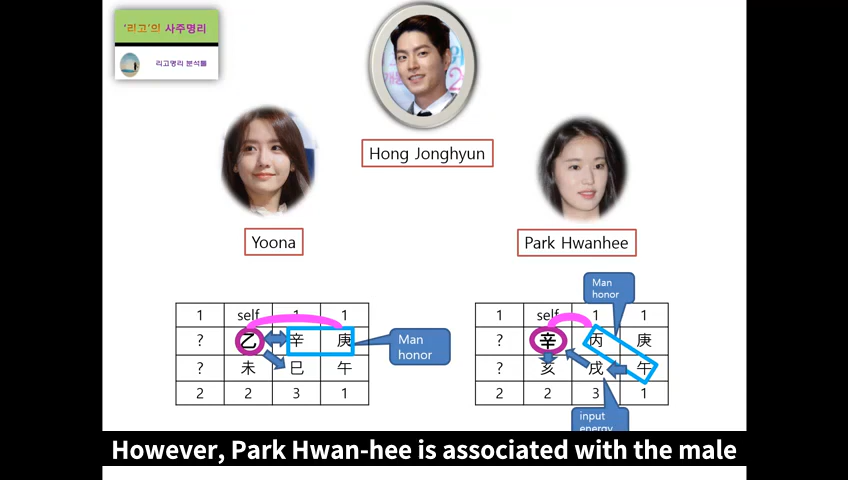 '리고'의 사주명리
리고명리 분석틀
Hong Jonghyun
Yoona
Park Hwanhee
1 self 1 1
? 乙 辛 庚
? 未 巳 午
2 2 3 1
Man
honor
Man
honor
1 self 1 1
? 辛 丙 庚
? 亥 戌 午
2 2 3 1
input
energy
However, Park Hwan-hee is associated with the male